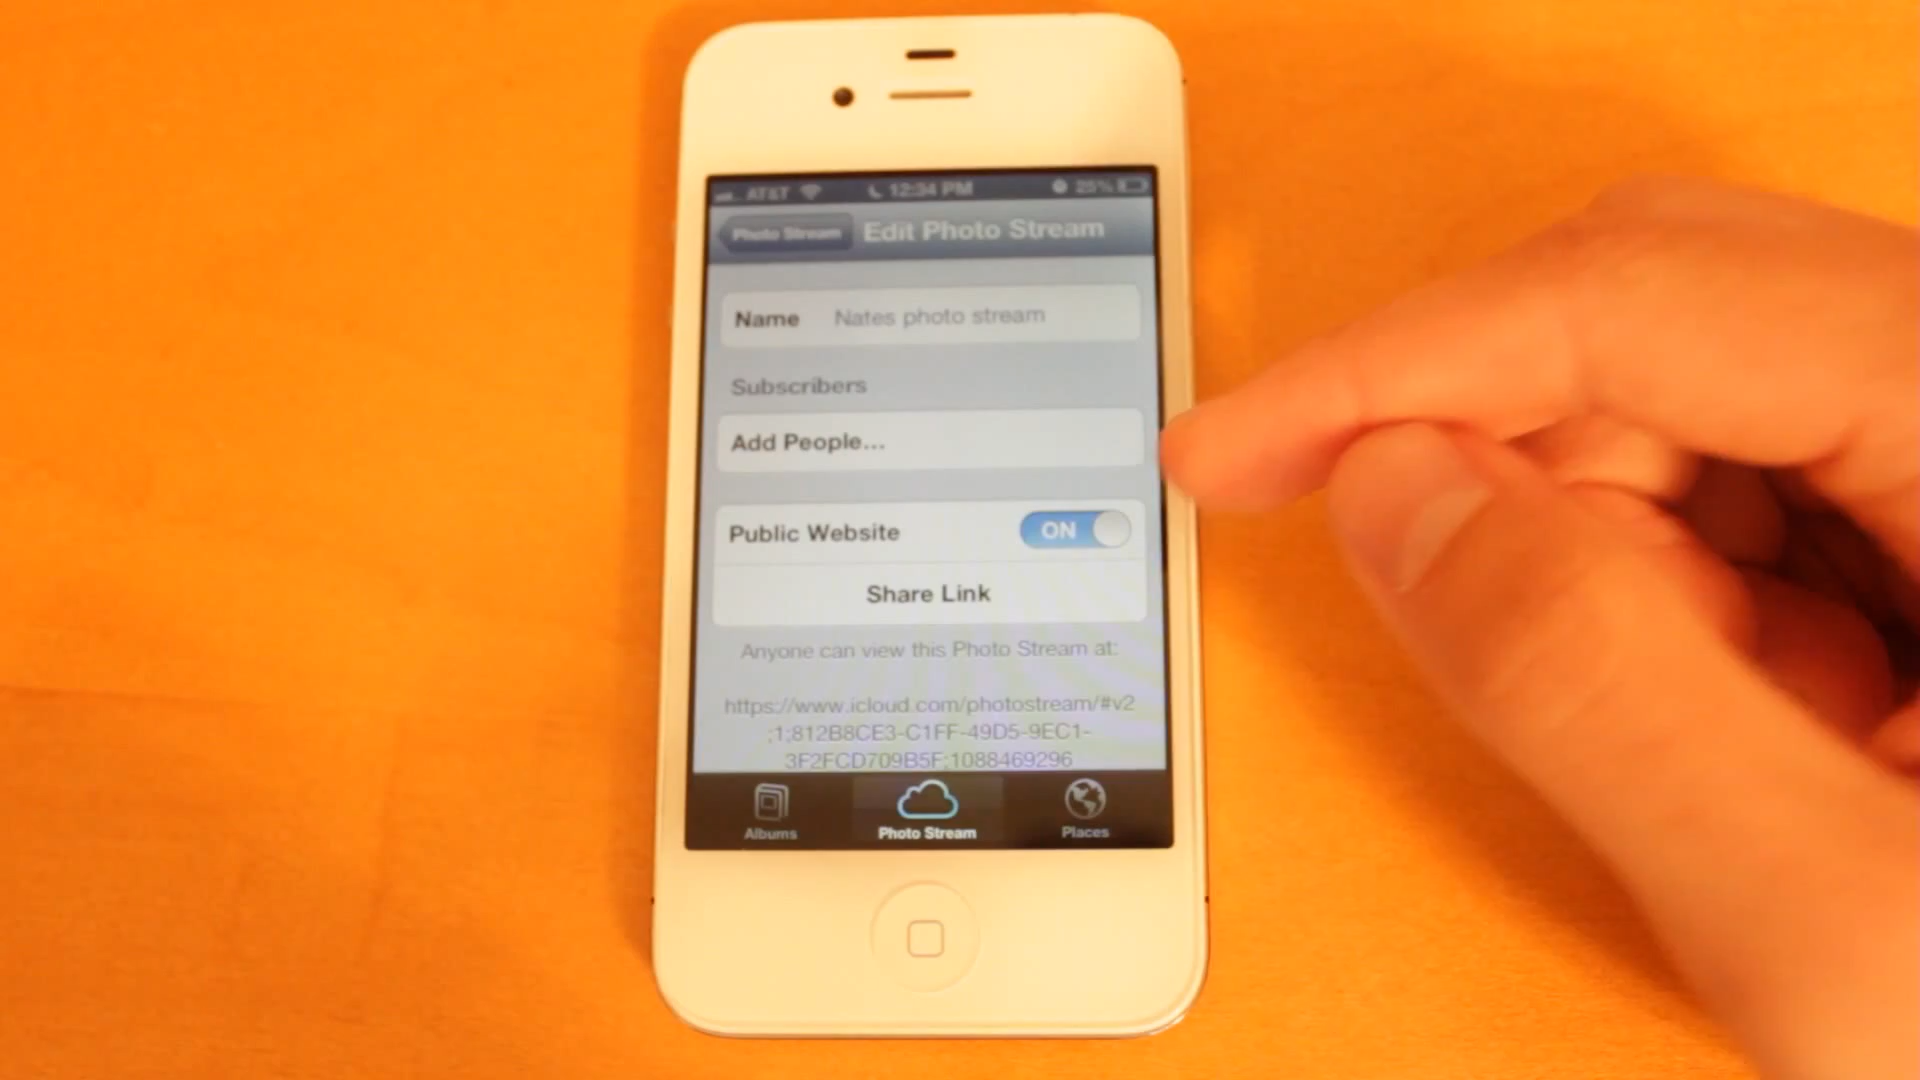 AT&T 12:34 PM 25%
Photo Stream Edit Photo Stream
Name Nates photo stream
Subscribers
Add People...
Public Website ON
Share Link
Anyone can view this Photo Stream at:
https://www.icloud.com/photostream/#v2
;1;812B8CE3-C1FF-49D5-9EC1-
3F2FCD709B5F;1088469296
Albums Photo Stream Places